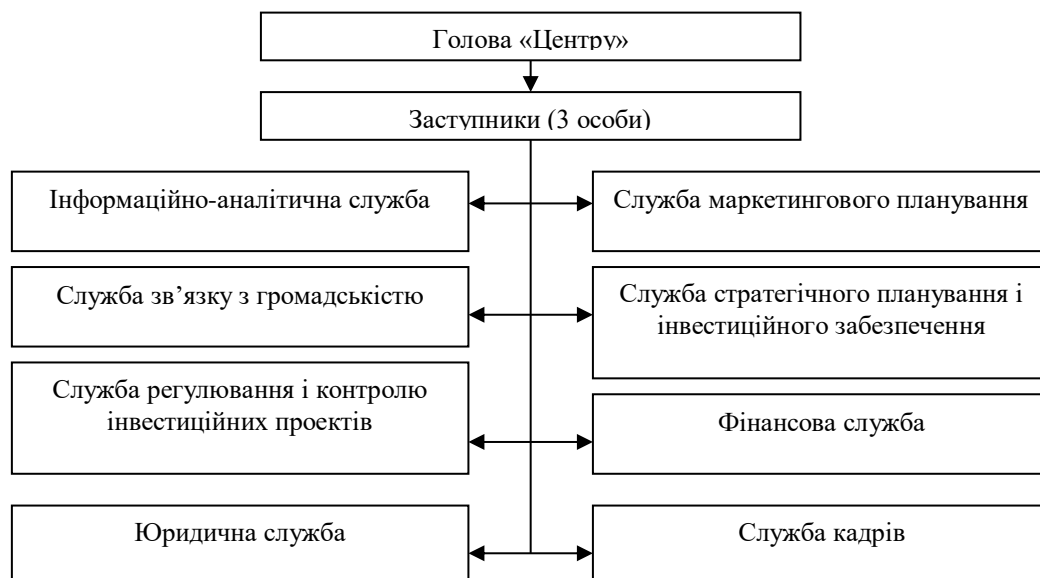 Голова «Центру»
Заступники (3 особи)
Інформаційно-аналітична служба
Служба маркетингового планування
Служба зв’язку з громадськістю
Служба стратегічного планування і
інвестиційного забезпечення
Служба регулювання і контролю
інвестиційних проектів
Фінансова служба
Юридична служба
Служба кадрів